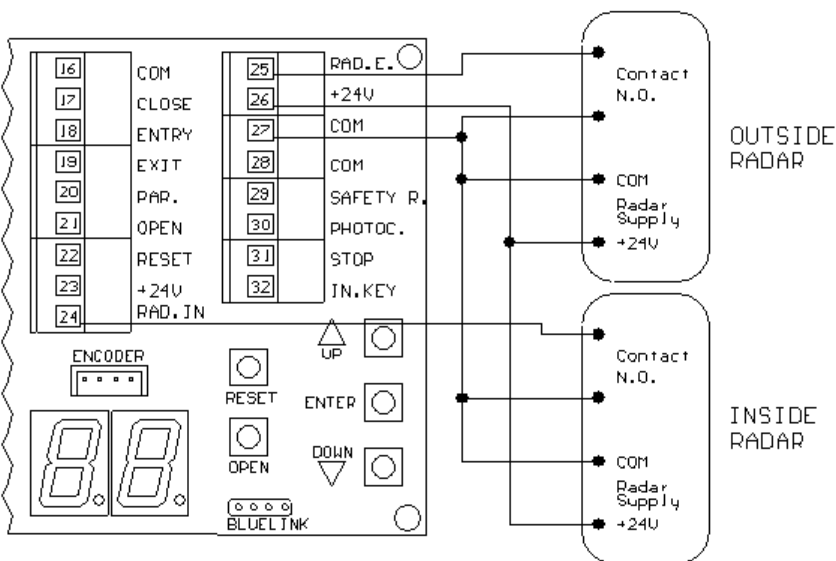 16 COM
17 CLOSE
18 ENTRY
19 EXIT
20 PAR.
21 OPEN
22 RESET
23 +24V
24 RAD.IN
25 RAD.E.
26 +24V
27 COM
28 COM
29 SAFETY R.
30 PHOTOC.
31 STOP
32 IN.KEY
ENCODER
88
RESET
OPEN
UP
ENTER
DOWN
BLUELINK
Contact
N.O.
COM
Radar
Supply
+24V
OUTSIDE
RADAR
Contact
N.O.
COM
Radar
Supply
+24V
INSIDE
RADAR